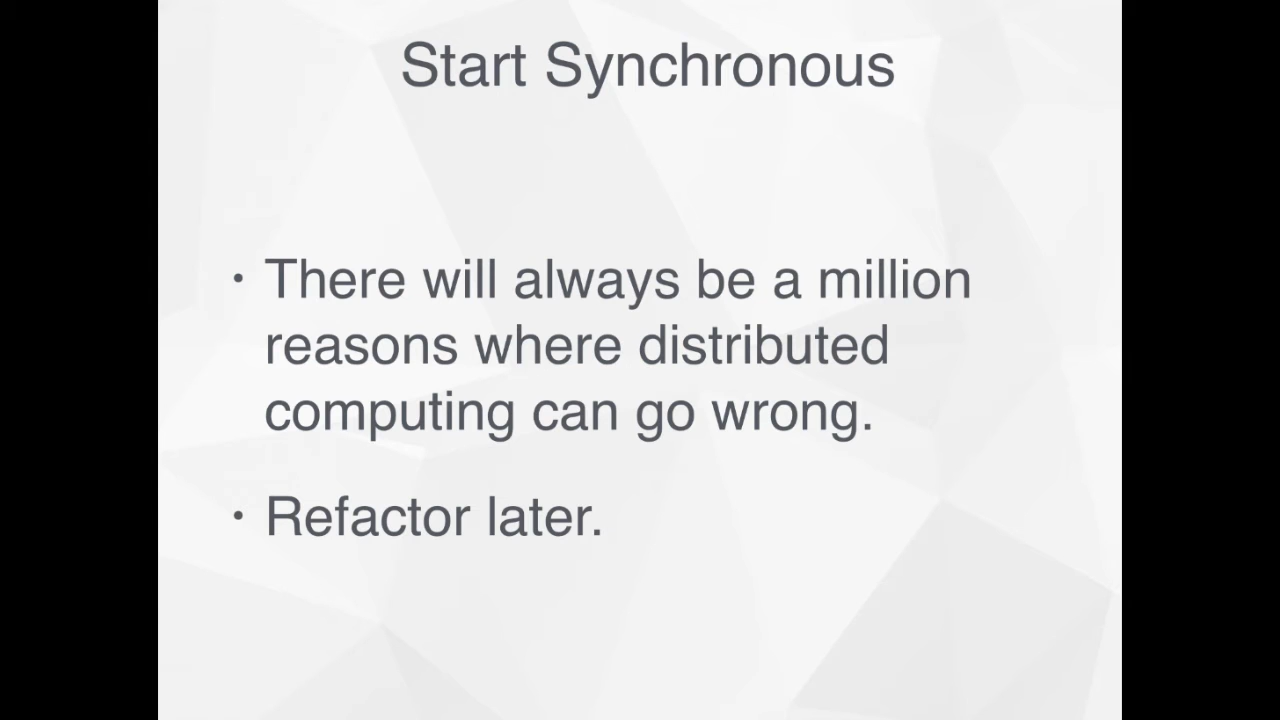 Start Synchronous
• There will always be a million
reasons where distributed
computing can go wrong.
• Refactor later.